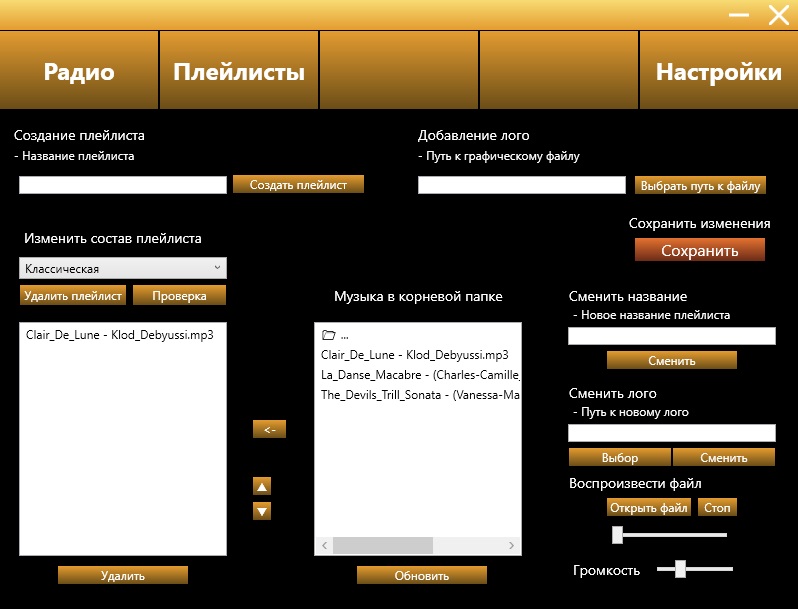 Радио
Плейлисты
Настройки
Создание плейлиста
- Название плейлиста
Создать плейлист
Добавление лого
- Путь к графическому файлу
Выбрать путь к файлу
Сохранить изменения
Сохранить
Изменить состав плейлиста
Классическая
Удалить плейлист
Проверка
Clair_De_Lune - Klod_Debyussi.mp3
Удалить
<-
▲
▼
Музыка в корневой папке
...
Clair_De_Lune - Klod_Debyussi.mp3
La_Danse_Macabre - (Charles-Camille_
The_Devils_Trill_Sonata - (Vanessa-Ma
Обновить
Сменить название
- Новое название плейлиста
Сменить
Сменить лого
- Путь к новому лого
Выбор
Сменить
Воспроизвести файл
Открыть файл
Стоп
Громкость